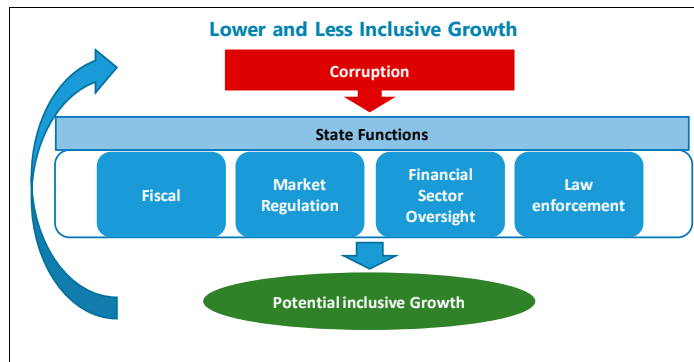 Lower and Less Inclusive Growth
Corruption
State Functions
Fiscal
Market
Regulation
Financial
Sector
Oversight
Law
enforcement
Potential inclusive Growth